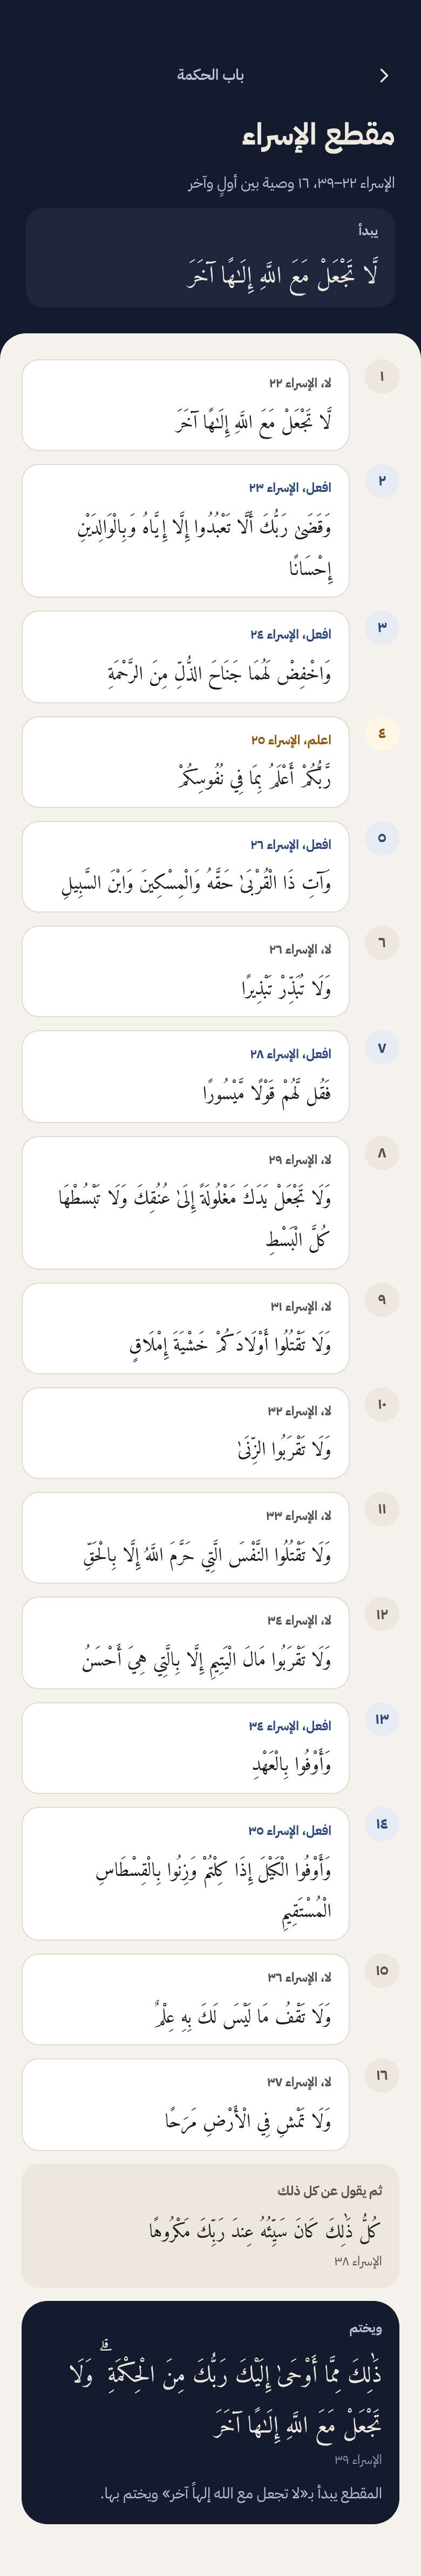 باب الحكمة
مقطع الإسراء
الإسراء ٢٢–٣٩، ١٦ وصية بين أولٍ وآخر
يبدأ
لَّا تَجْعَلْ مَعَ اللَّهِ إِلَـٰهًا آخَرَ
١
لا، الإسراء ٢٢
لَّا تَجْعَلْ مَعَ اللَّهِ إِلَـٰهًا آخَرَ
٢
افعل، الإسراء ٢٣
وَقَضَىٰ رَبُّكَ أَلَّا تَعْبُدُوا إِلَّا إِيَّاهُ وَبِالْوَالِدَيْنِ
إِحْسَانًا
٣
افعل، الإسراء ٢٤
وَاخْفِضْ لَهُمَا جَنَاحَ الذُّلِّ مِنَ الرَّحْمَةِ
٤
اعلم، الإسراء ٢٥
رَّبُّكُمْ أَعْلَمُ بِمَا فِي نُفُوسِكُمْ
٥
افعل، الإسراء ٢٦
وَآتِ ذَا الْقُرْبَىٰ حَقَّهُ وَالْمِسْكِينَ وَابْنَ السَّبِيلِ
٦
لا، الإسراء ٢٦
وَلَا تُبَذِّرْ تَبْذِيرًا
٧
افعل، الإسراء ٢٨
فَقُل لَّهُمْ قَوْلًا مَّيْسُورًا
٨
لا، الإسراء ٢٩
وَلَا تَجْعَلْ يَدَكَ مَغْلُولَةً إِلَىٰ عُنُقِكَ وَلَا تَبْسُطْهَا
كُلَّ الْبَسْطِ
٩
لا، الإسراء ٣١
وَلَا تَقْتُلُوا أَوْلَادَكُمْ خَشْيَةَ إِمْلَاقٍ
١٠
لا، الإسراء ٣٢
وَلَا تَقْرَبُوا الزِّنَىٰ
١١
لا، الإسراء ٣٣
وَلَا تَقْتُلُوا النَّفْسَ الَّتِي حَرَّمَ اللَّهُ إِلَّا بِالْحَقِّ
١٢
لا، الإسراء ٣٤
وَلَا تَقْرَبُوا مَالَ الْيَتِيمِ إِلَّا بِالَّتِي هِيَ أَحْسَنُ
١٣
افعل، الإسراء ٣٤
وَأَوْفُوا بِالْعَهْدِ
١٤
افعل، الإسراء ٣٥
وَأَوْفُوا الْكَيْلَ إِذَا كِلْتُمْ وَزِنُوا بِالْقِسْطَاسِ
الْمُسْتَقِيمِ
١٥
لا، الإسراء ٣٦
وَلَا تَقْفُ مَا لَيْسَ لَكَ بِهِ عِلْمٌ
١٦
لا، الإسراء ٣٧
وَلَا تَمْشِ فِي الْأَرْضِ مَرَحًا
ثم يقول عن كل ذلك
كُلُّ ذَٰلِكَ كَانَ سَيِّئُهُ عِندَ رَبِّكَ مَكْرُوهًا
الإسراء ٣٨
ويختم
ذَٰلِكَ مِمَّا أَوْحَىٰ إِلَيْكَ رَبُّكَ مِنَ الْحِكْمَةِ ۗ وَلَا
تَجْعَلْ مَعَ اللَّهِ إِلَـٰهًا آخَرَ
الإسراء ٣٩
المقطع يبدأ بـ«لا تجعل مع الله إلهاً آخر» ويختم بها.